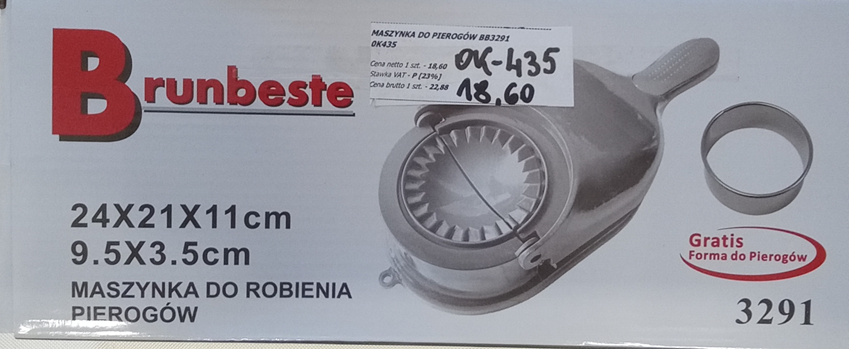 Brunbeste
MASZYNKA DO PIEROGÓW BB3291
0K435
Cena netto 1 szt. - 18,60
Stawka VAT - P (23%)
Cena brutto 1 szt. - 22,88
OK-435
18,60
24X21X11cm
9.5X3.5cm
MASZYNKA DO ROBIENIA
PIEROGÓW
Gratis
Forma do Pierogów
3291